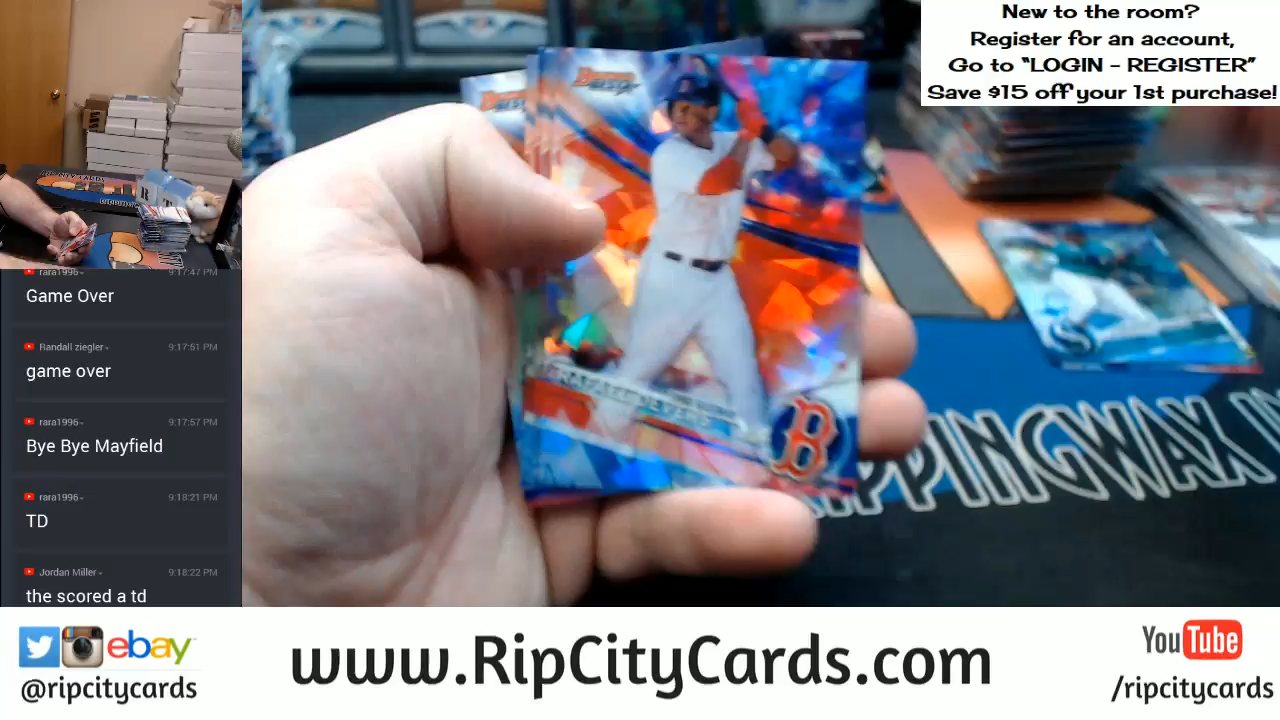 New to the room?
Register for an account,
Go to "LOGIN - REGISTER"
Save $15 off your 1st purchase!
rara1996
9:17:47 PM
Game Over
Randall ziegler
9:17:51 PM
game over
rara1996
9:17:57 PM
Bye Bye Mayfield
rara1996
9:18:21 PM
TD
Jordan Miller
9:18:22 PM
the scored a td
BOWMAN'S
BEST
B
RIPPINGWAX
ebay
@ripcitycards
www.RipCityCards.com
YouTube
/ripcitycards